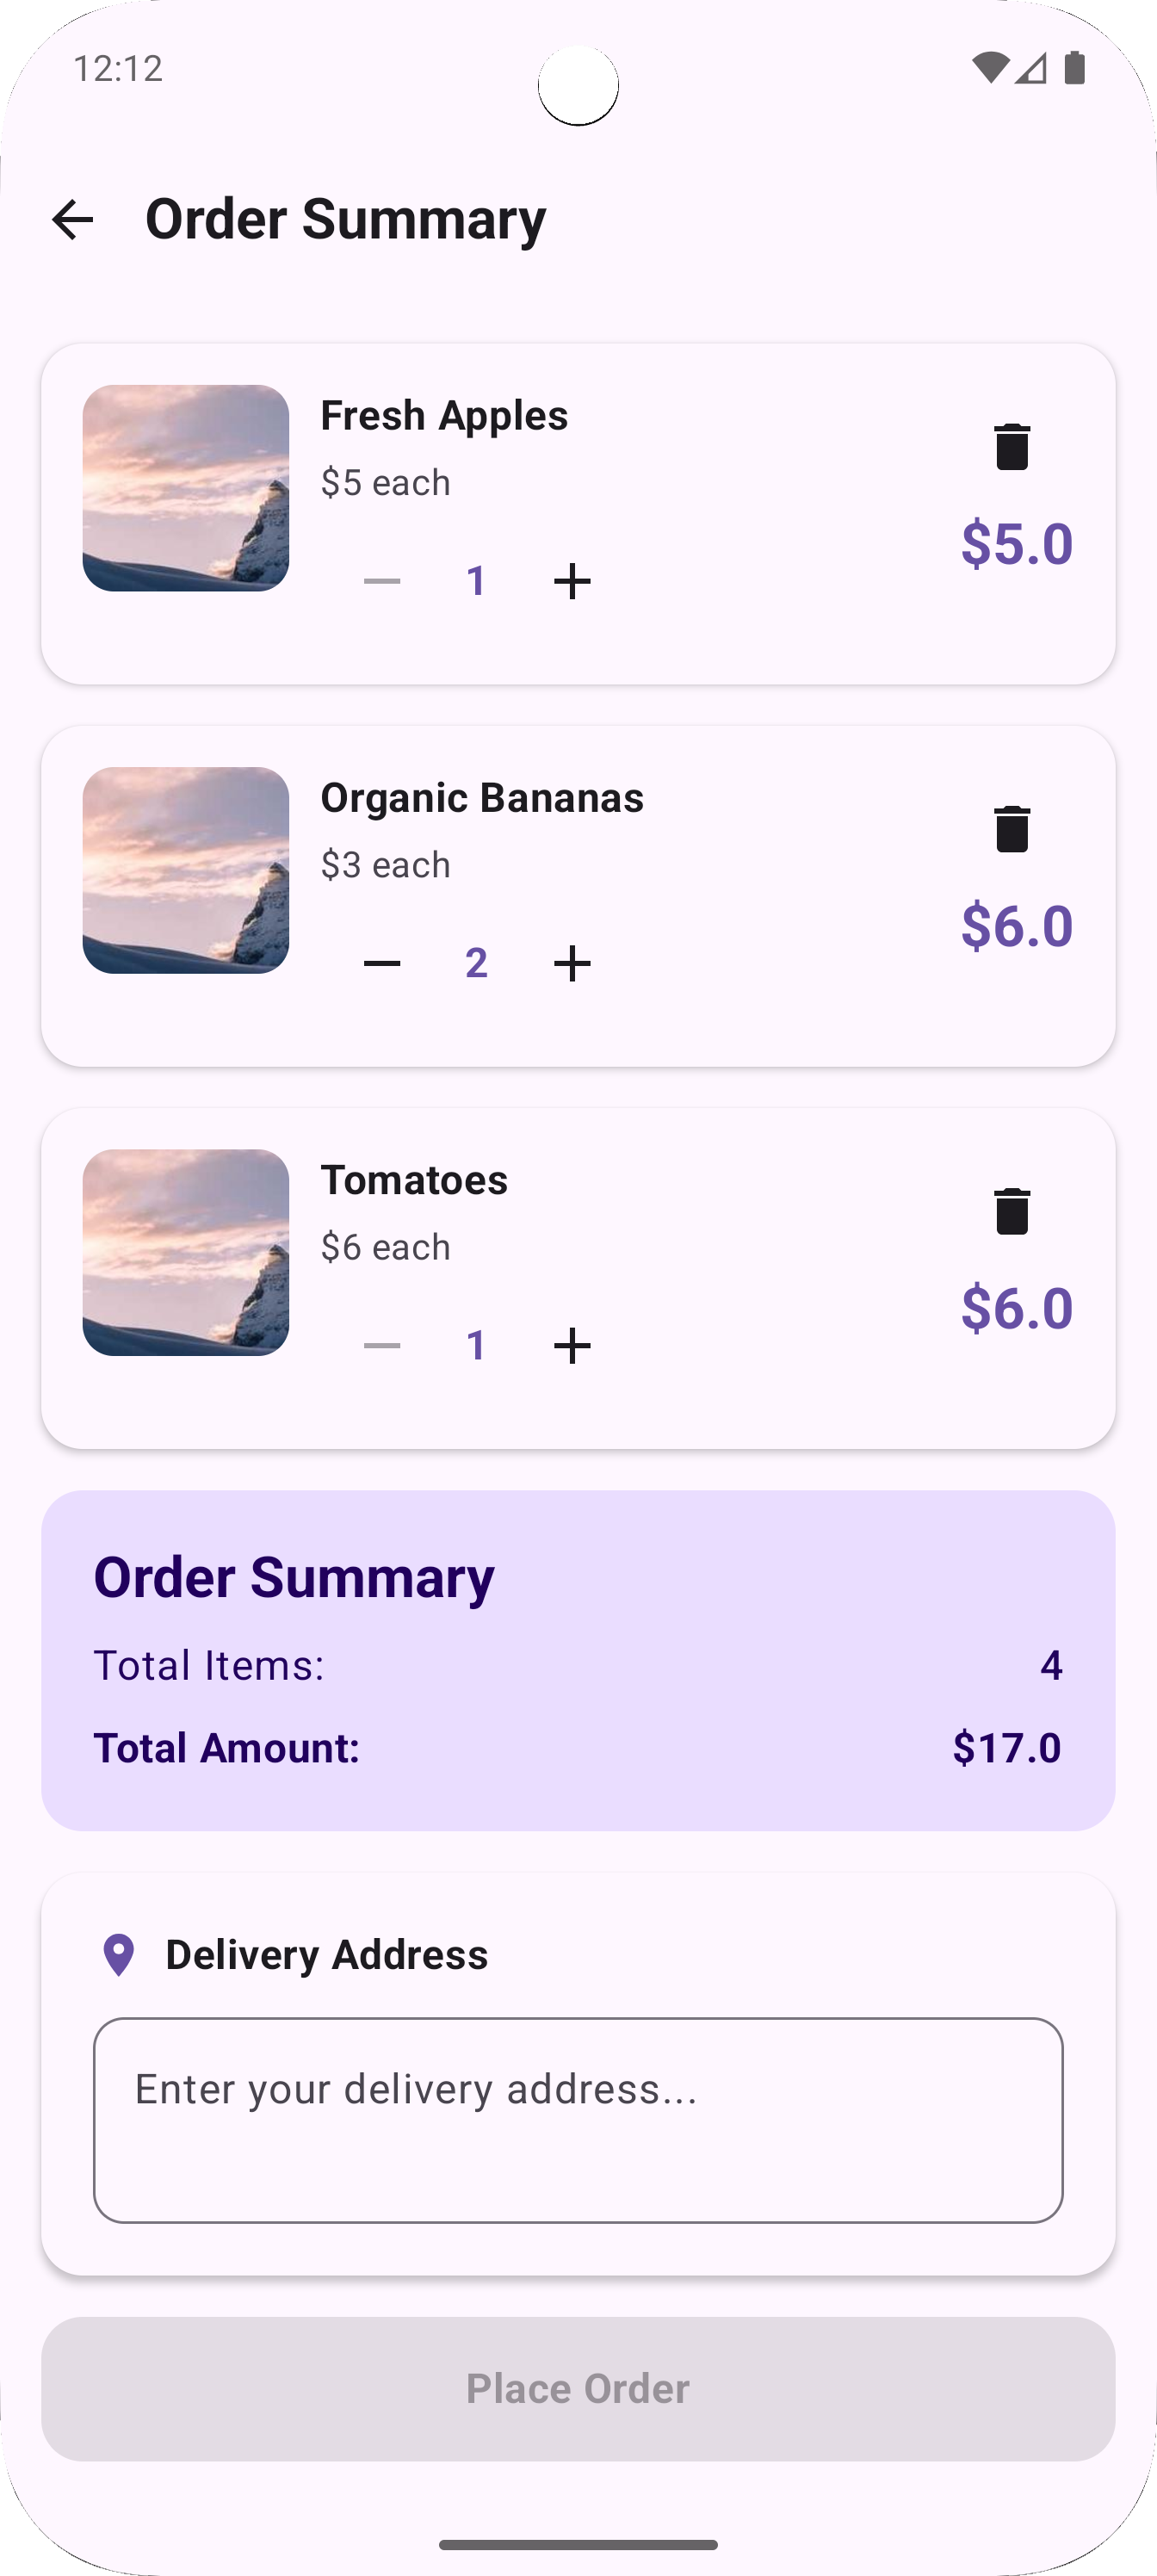 12:12
Order Summary
Fresh Apples
$5 each
$5.0
1
Organic Bananas
$3 each
$6.0
2
Tomatoes
$6 each
$6.0
1
Order Summary
Total Items: 4
Total Amount: $17.0
Delivery Address
Enter your delivery address...
Place Order